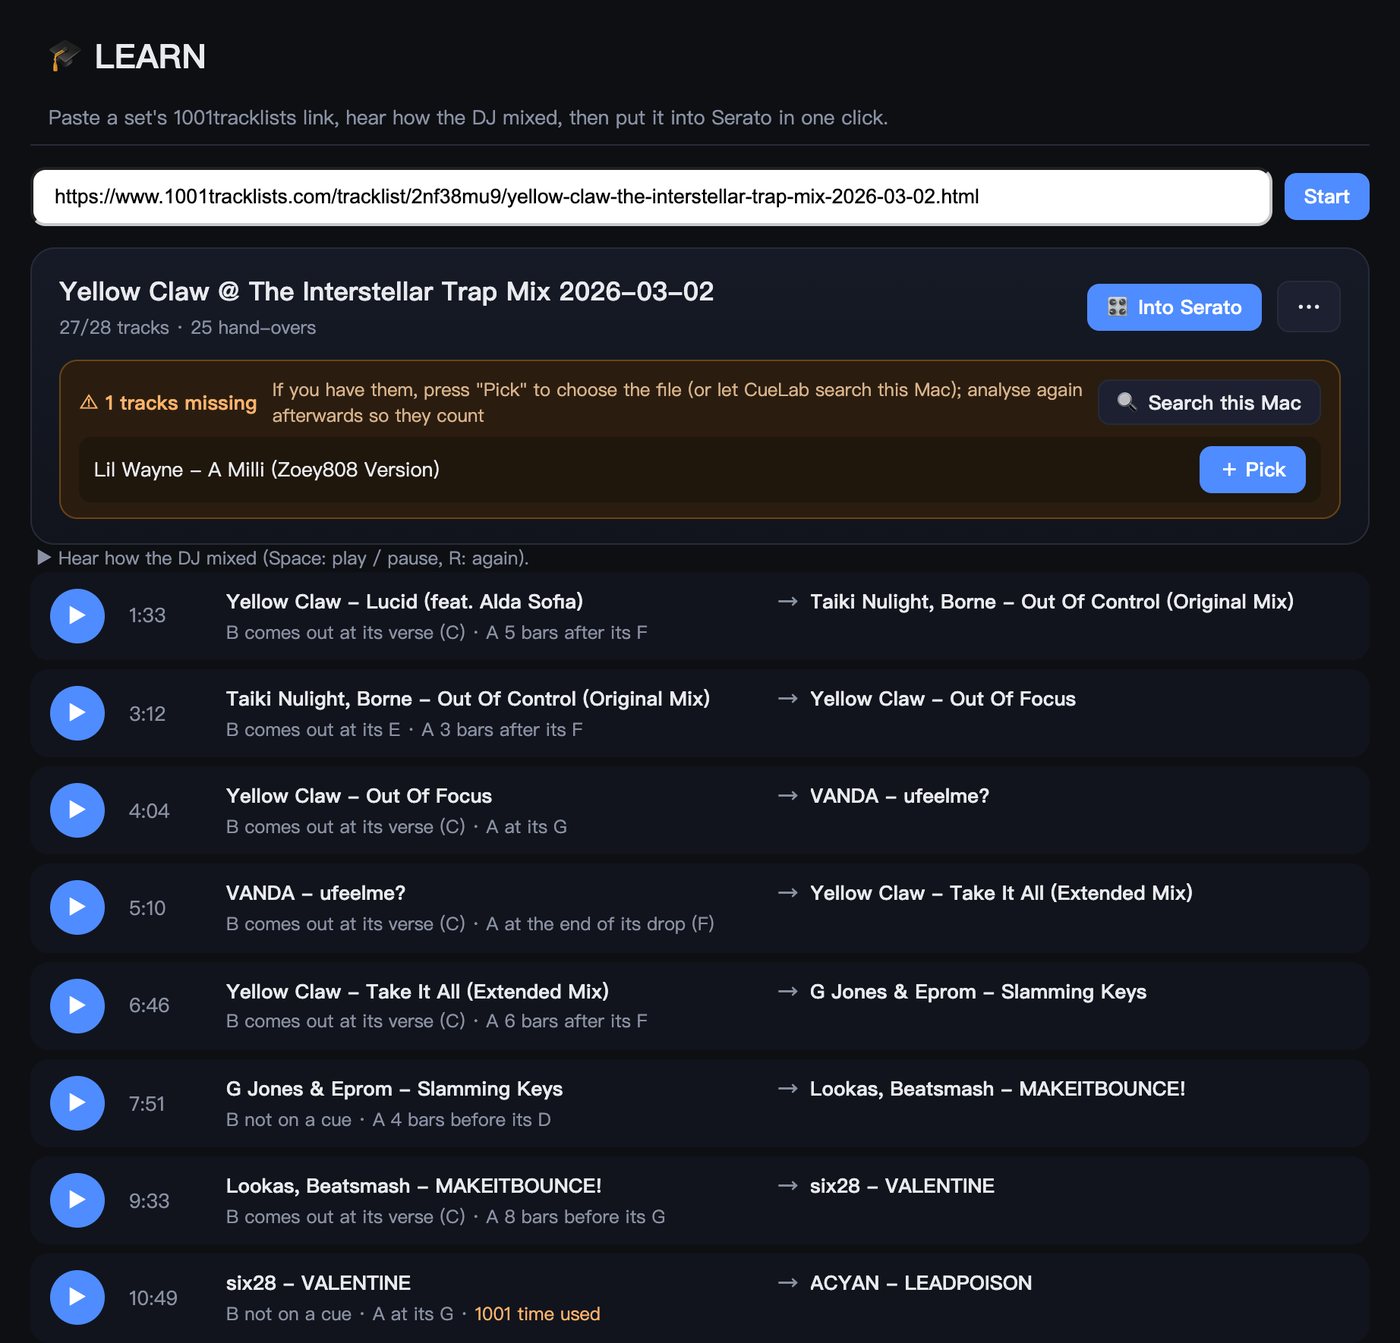 🎓 LEARN
Paste a set's 1001tracklists link, hear how the DJ mixed, then put it into Serato in one click.
https://www.1001tracklists.com/tracklist/2nf38mu9/yellow-claw-the-interstellar-trap-mix-2026-03-02.html
Start
Yellow Claw @ The Interstellar Trap Mix 2026–03–02
27/28 tracks · 25 hand–overs
🎛️ Into Serato
···
⚠ 1 tracks missing
If you have them, press "Pick" to choose the file (or let CueLab search this Mac); analyse again
afterwards so they count
🔍 Search this Mac
Lil Wayne – A Milli (Zoey808 Version)
+ Pick
▶ Hear how the DJ mixed (Space: play / pause, R: again).
1:33
Yellow Claw – Lucid (feat. Alda Sofia)
→ Taiki Nulight, Borne – Out Of Control (Original Mix)
B comes out at its verse (C) · A 5 bars after its F
3:12
Taiki Nulight, Borne – Out Of Control (Original Mix)
→ Yellow Claw – Out Of Focus
B comes out at its E · A 3 bars after its F
4:04
Yellow Claw – Out Of Focus
→ VANDA – ufeelme?
B comes out at its verse (C) · A at its G
5:10
VANDA – ufeelme?
→ Yellow Claw – Take It All (Extended Mix)
B comes out at its verse (C) · A at the end of its drop (F)
6:46
Yellow Claw – Take It All (Extended Mix)
→ G Jones & Eprom – Slamming Keys
B comes out at its verse (C) · A 6 bars after its F
7:51
G Jones & Eprom – Slamming Keys
→ Lookas, Beatsmash – MAKEITBOUNCE!
B not on a cue · A 4 bars before its D
9:33
Lookas, Beatsmash – MAKEITBOUNCE!
→ six28 – VALENTINE
B comes out at its verse (C) · A 8 bars before its G
10:49
six28 – VALENTINE
→ ACYAN – LEADPOISON
B not on a cue · A at its G · 1001 time used